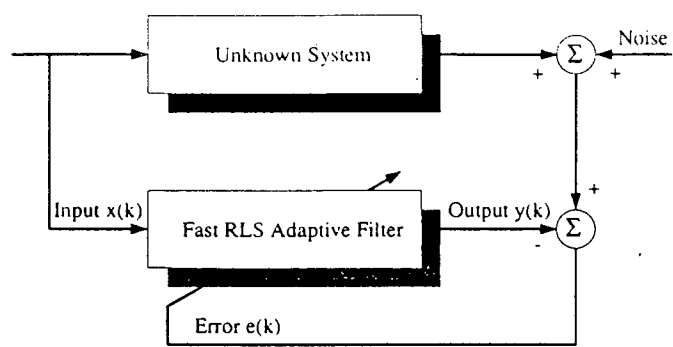 Unknown System
Σ
Noise
+
+
+
Input x(k)
Fast RLS Adaptive Filter
Output y(k)
Σ
-
Error e(k)